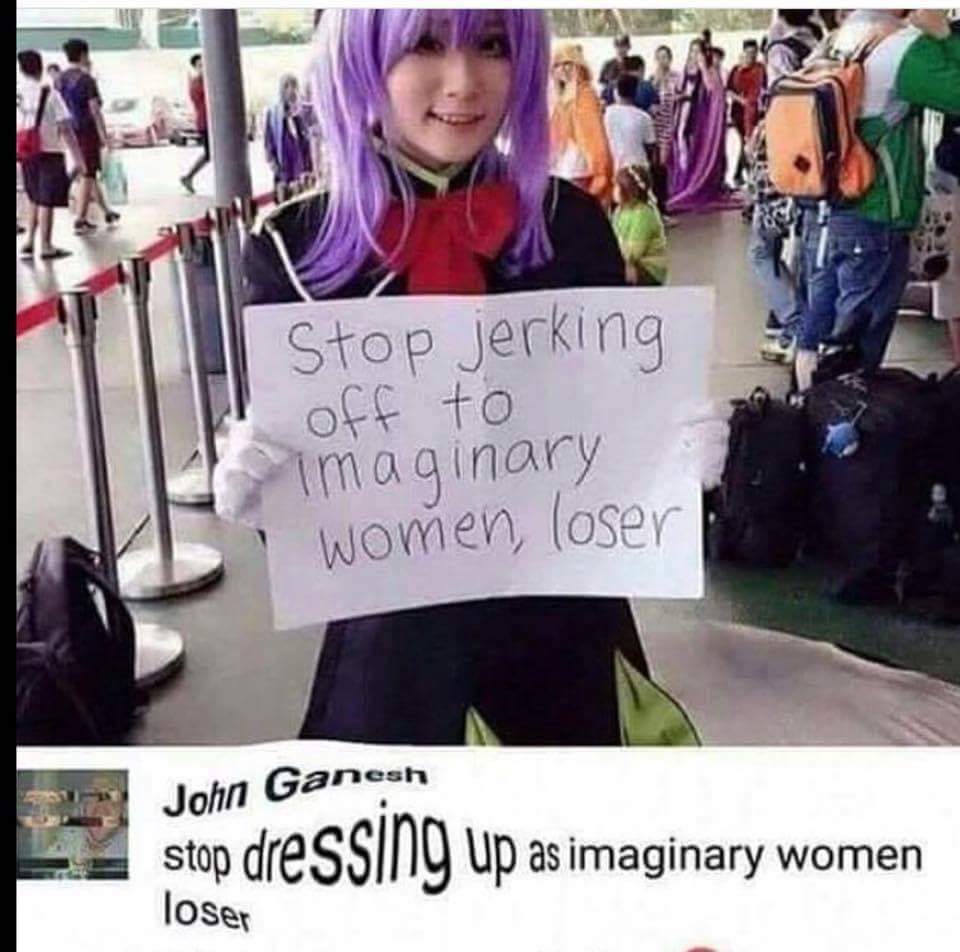 Stop jerking
off to
imaginary
women, loser
John Ganesh
stop dressing up as imaginary women
loser